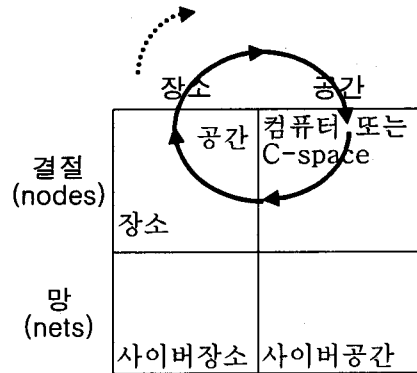 장소 공간
공간 컴퓨터 또는
C-space
결절
(nodes)
장소
망
(nets)
사이버장소 사이버공간